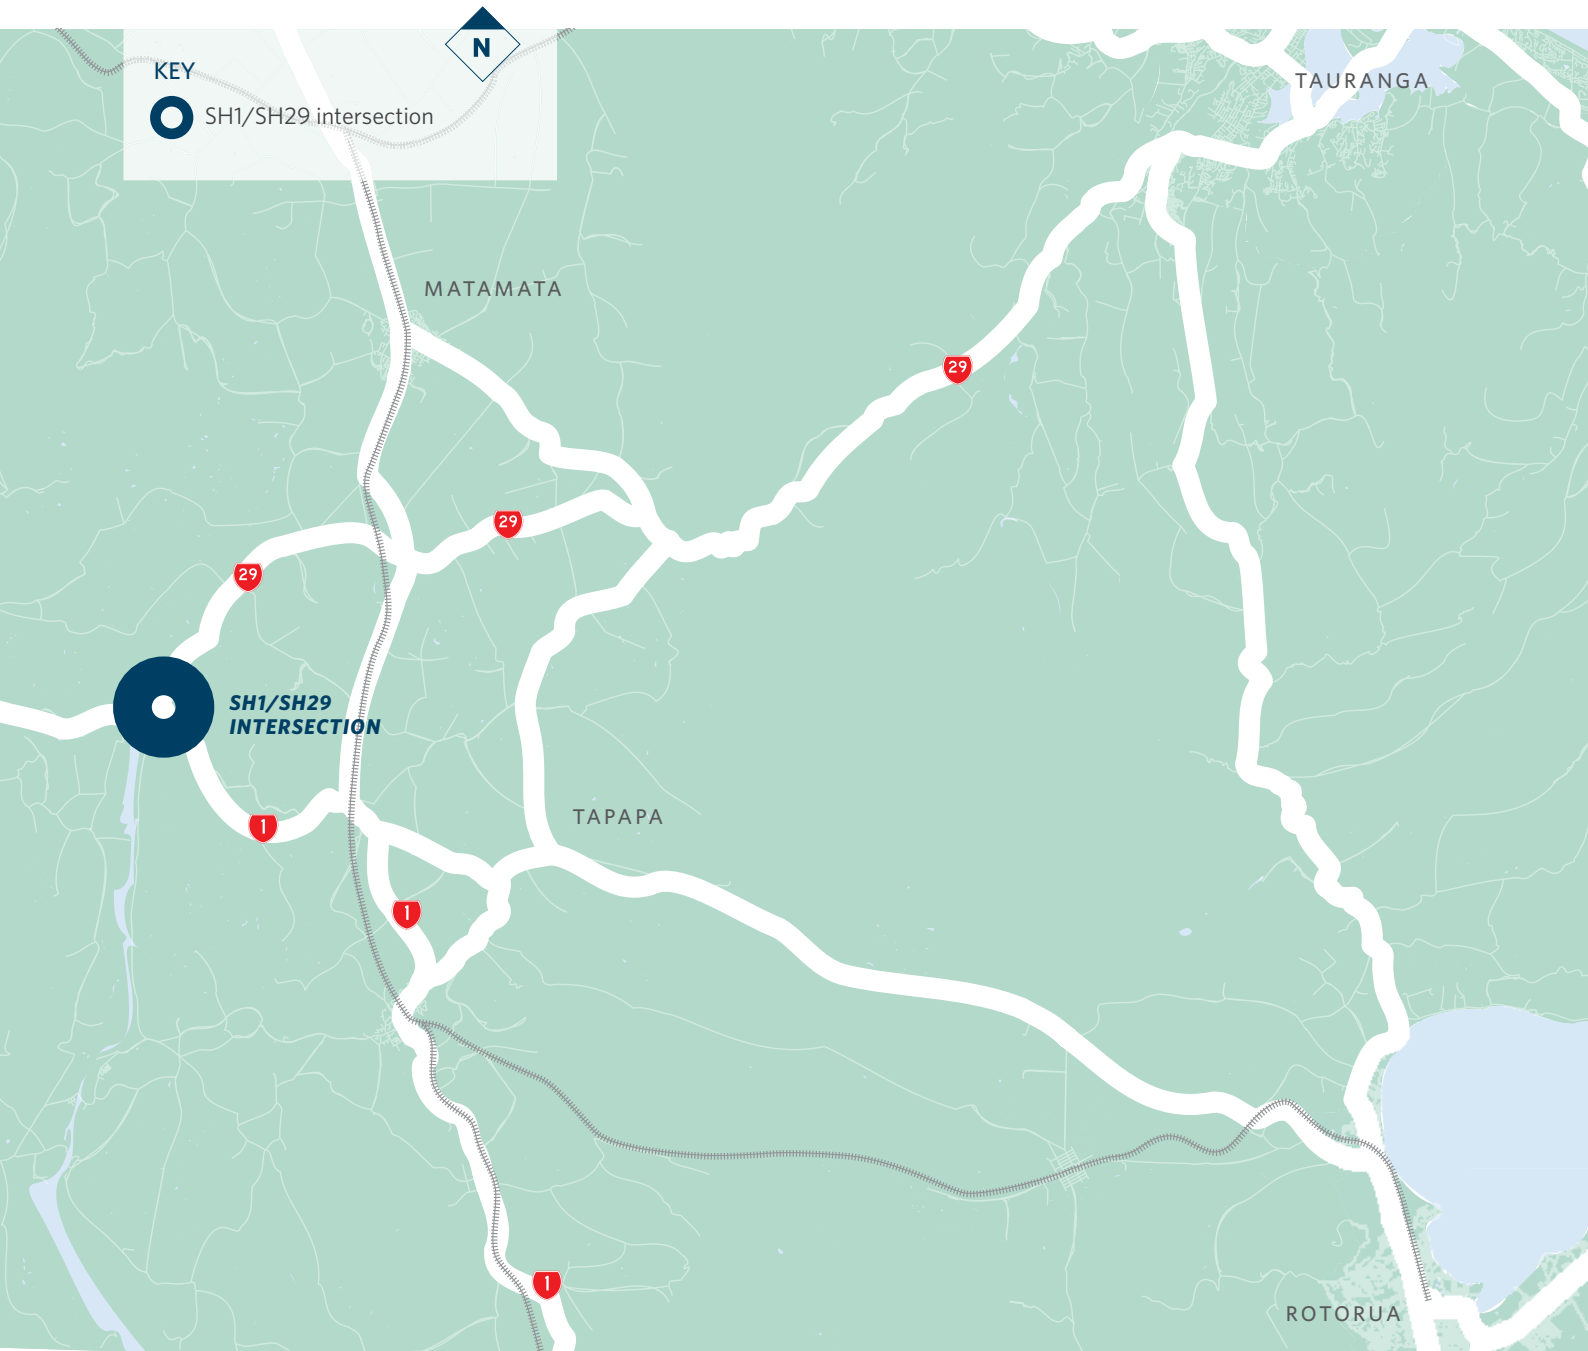 N
KEY
SH1/SH29 intersection
TAURANGA
MATAMATA
29
29
29
SH1/SH29
INTERSECTION
TAPAPA
1
1
1
ROTORUA